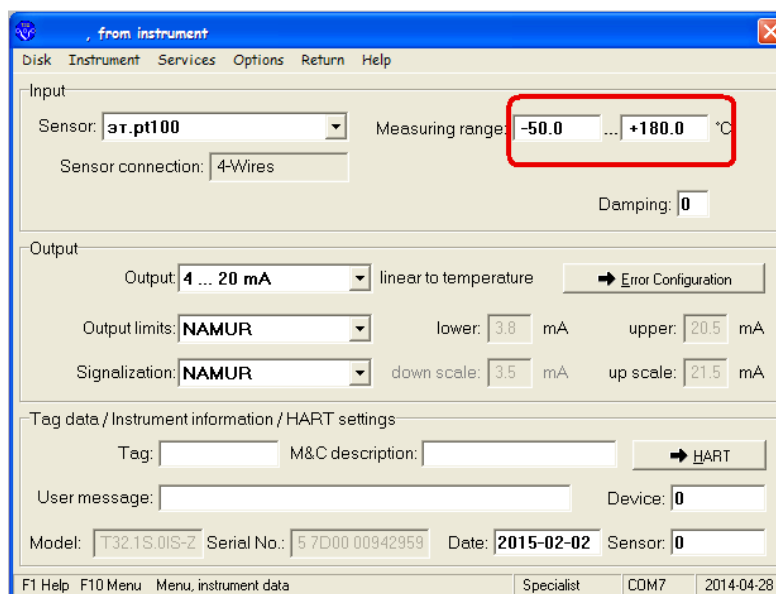 , from instrument
Disk Instrument Services Options Return Help
Input
Sensor: эт.pt100 Measuring range: -50.0 ... +180.0 °C
Sensor connection: 4-Wires
Damping: 0
Output
Output: 4 ... 20 mA linear to temperature Error Configuration
Output limits: NAMUR lower: 3.8 mA upper: 20.5 mA
Signalization: NAMUR down scale: 3.5 mA up scale: 21.5 mA
Tag data / Instrument information / HART settings
Tag: M&C description: HART
User message: Device: 0
Model: T32.1S.0IS-Z Serial No.: 5 7D00 00942959 Date: 2015-02-02 Sensor: 0
F1 Help F10 Menu Menu, instrument data Specialist COM7 2014-04-28